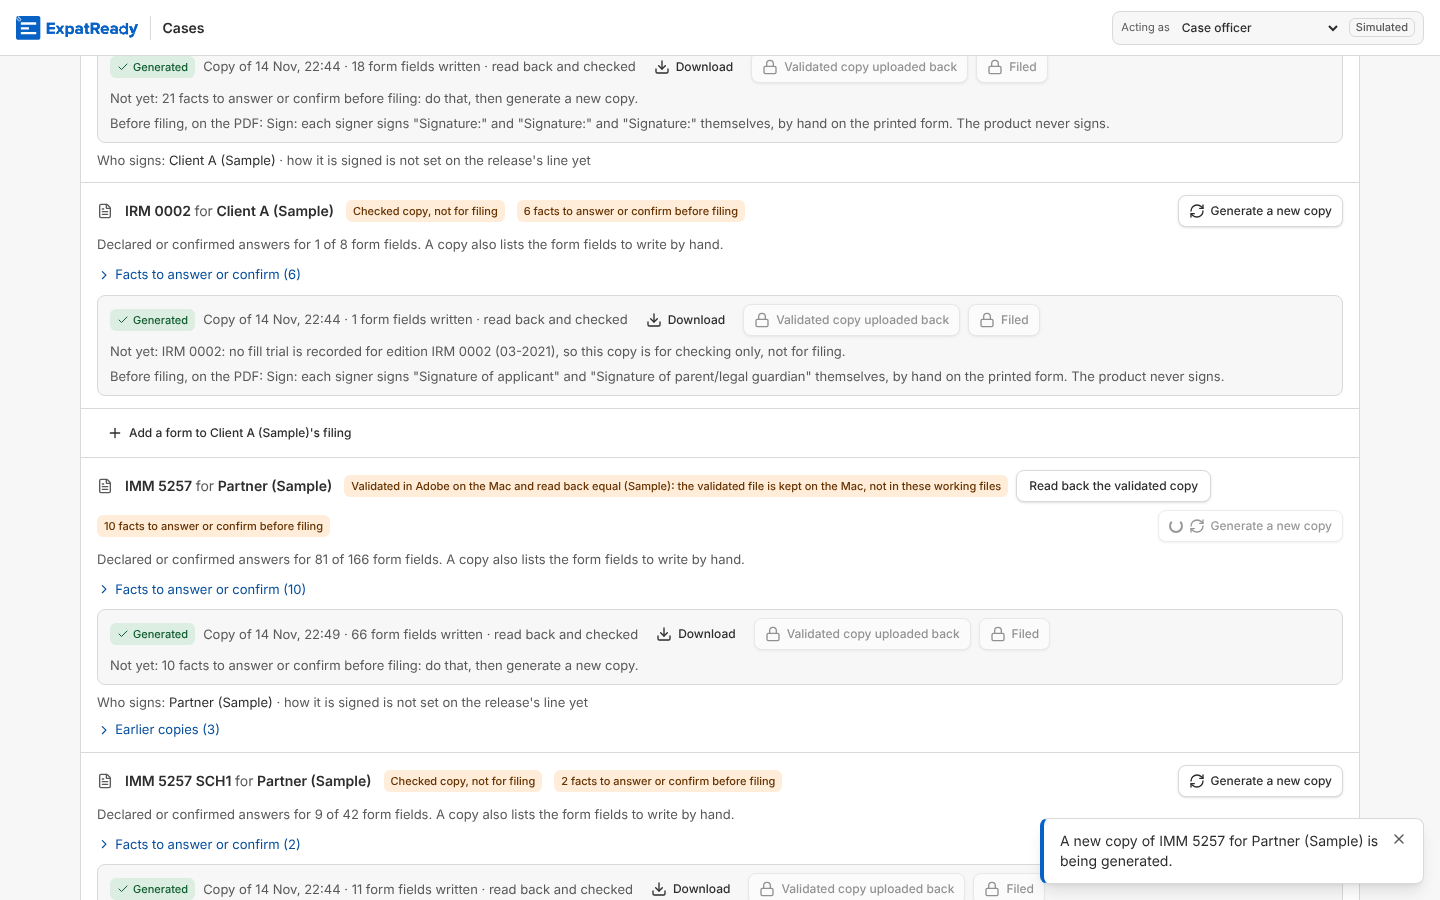 ExpatReady Cases Acting as Case officer Simulated
Generated Copy of 14 Nov, 22:44 · 18 form fields written · read back and checked Download Validated copy uploaded back Filed
Not yet: 21 facts to answer or confirm before filing: do that, then generate a new copy.
Before filing, on the PDF: Sign: each signer signs "Signature:" and "Signature:" and "Signature:" themselves, by hand on the printed form. The product never signs.
Who signs: Client A (Sample) · how it is signed is not set on the release's line yet
IRM 0002 for Client A (Sample) Checked copy, not for filing 6 facts to answer or confirm before filing Generate a new copy
Declared or confirmed answers for 1 of 8 form fields. A copy also lists the form fields to write by hand.
Facts to answer or confirm (6)
Generated Copy of 14 Nov, 22:44 · 1 form fields written · read back and checked Download Validated copy uploaded back Filed
Not yet: IRM 0002: no fill trial is recorded for edition IRM 0002 (03-2021), so this copy is for checking only, not for filing.
Before filing, on the PDF: Sign: each signer signs "Signature of applicant" and "Signature of parent/legal guardian" themselves, by hand on the printed form. The product never signs.
Add a form to Client A (Sample)'s filing
IMM 5257 for Partner (Sample) Validated in Adobe on the Mac and read back equal (Sample): the validated file is kept on the Mac, not in these working files Read back the validated copy
10 facts to answer or confirm before filing Generate a new copy
Declared or confirmed answers for 81 of 166 form fields. A copy also lists the form fields to write by hand.
Facts to answer or confirm (10)
Generated Copy of 14 Nov, 22:49 · 66 form fields written · read back and checked Download Validated copy uploaded back Filed
Not yet: 10 facts to answer or confirm before filing: do that, then generate a new copy.
Who signs: Partner (Sample) · how it is signed is not set on the release's line yet
Earlier copies (3)
IMM 5257 SCH1 for Partner (Sample) Checked copy, not for filing 2 facts to answer or confirm before filing Generate a new copy
Declared or confirmed answers for 9 of 42 form fields. A copy also lists the form fields to write by hand.
Facts to answer or confirm (2)
Generated Copy of 14 Nov, 22:44 · 11 form fields written · read back and checked Download Validated copy uploaded back Filed
A new copy of IMM 5257 for Partner (Sample) is
being generated.